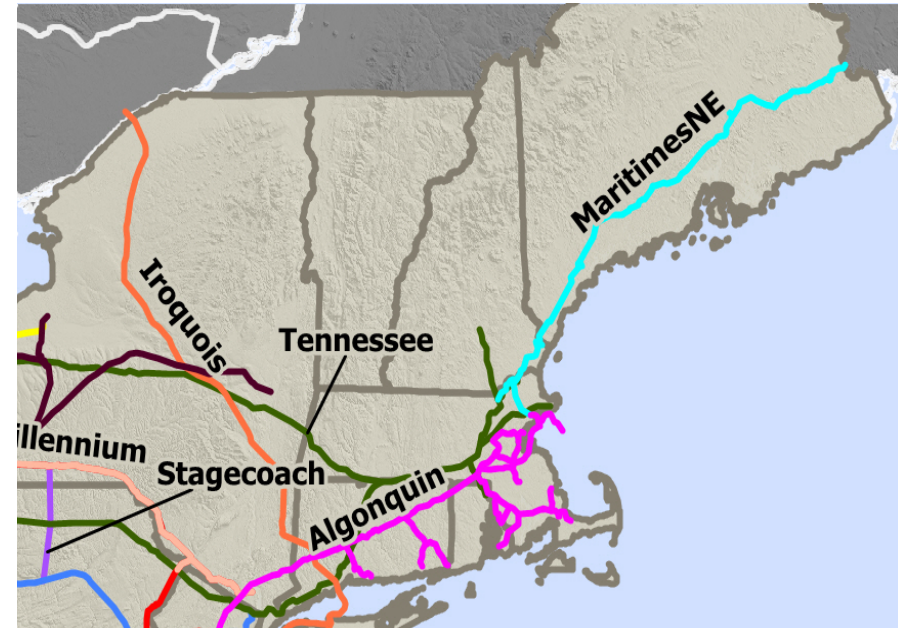 MaritimesNE
Iroquois
Tennessee
illennium
Stagecoach
Algonquin